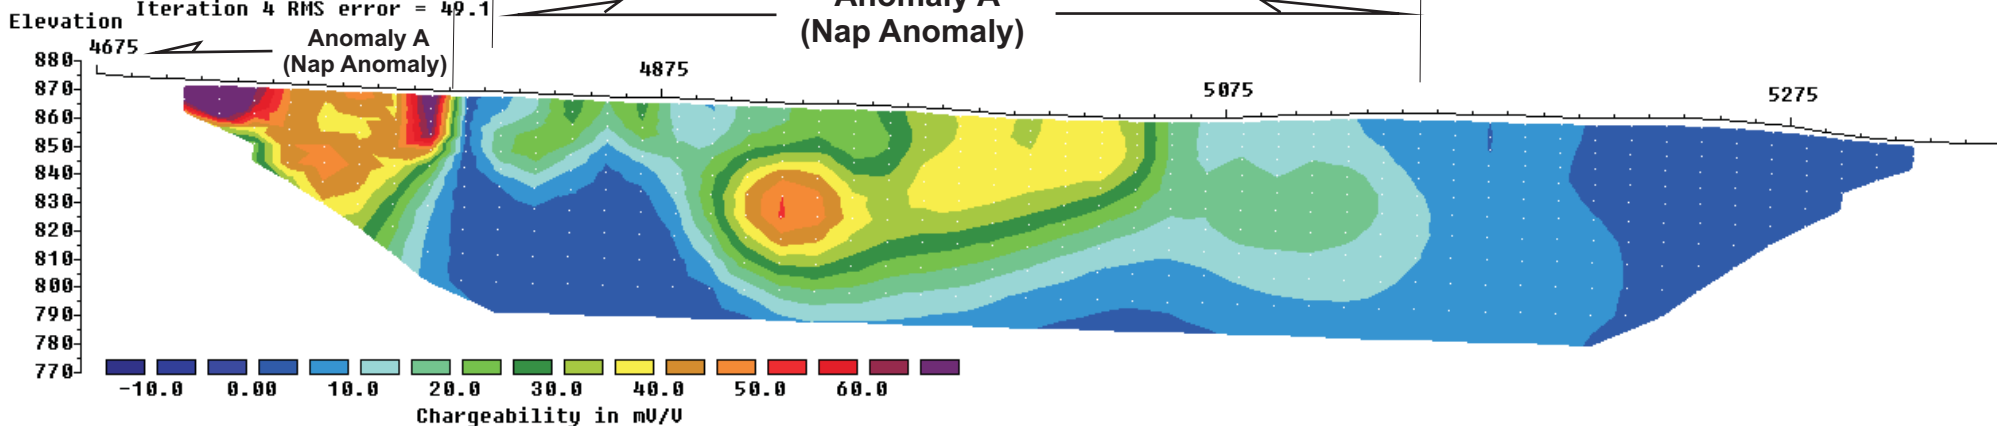 Iteration 4 RMS error = 49.1
Anomaly A
(Nap Anomaly)
Elevation
4675
Anomaly A
(Nap Anomaly)
4875
5075
5275
880
870
860
850
840
830
820
810
800
790
780
770
-10.0 0.00 10.0 20.0 30.0 40.0 50.0 60.0
Chargeability in mV/V